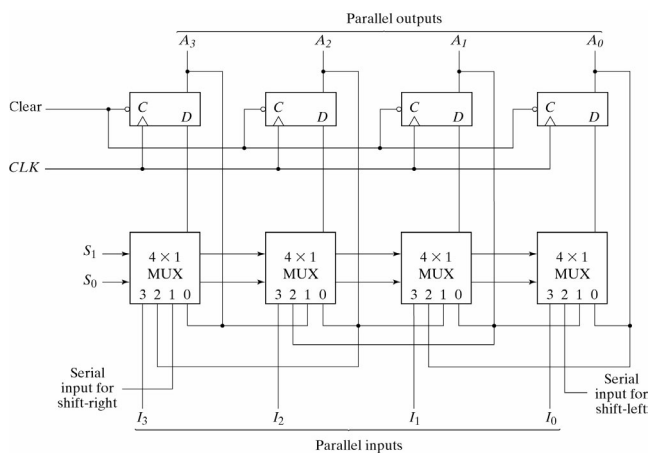 Parallel outputs
A3 A2 A1 A0
Clear
C C C C
D D D D
CLK
S1
S0
4 × 1 4 × 1 4 × 1 4 × 1
MUX MUX MUX MUX
3 2 1 0 3 2 1 0 3 2 1 0 3 2 1 0
Serial
input for
shift-right
Serial
input for
shift-left
I3 I2 I1 I0
Parallel inputs